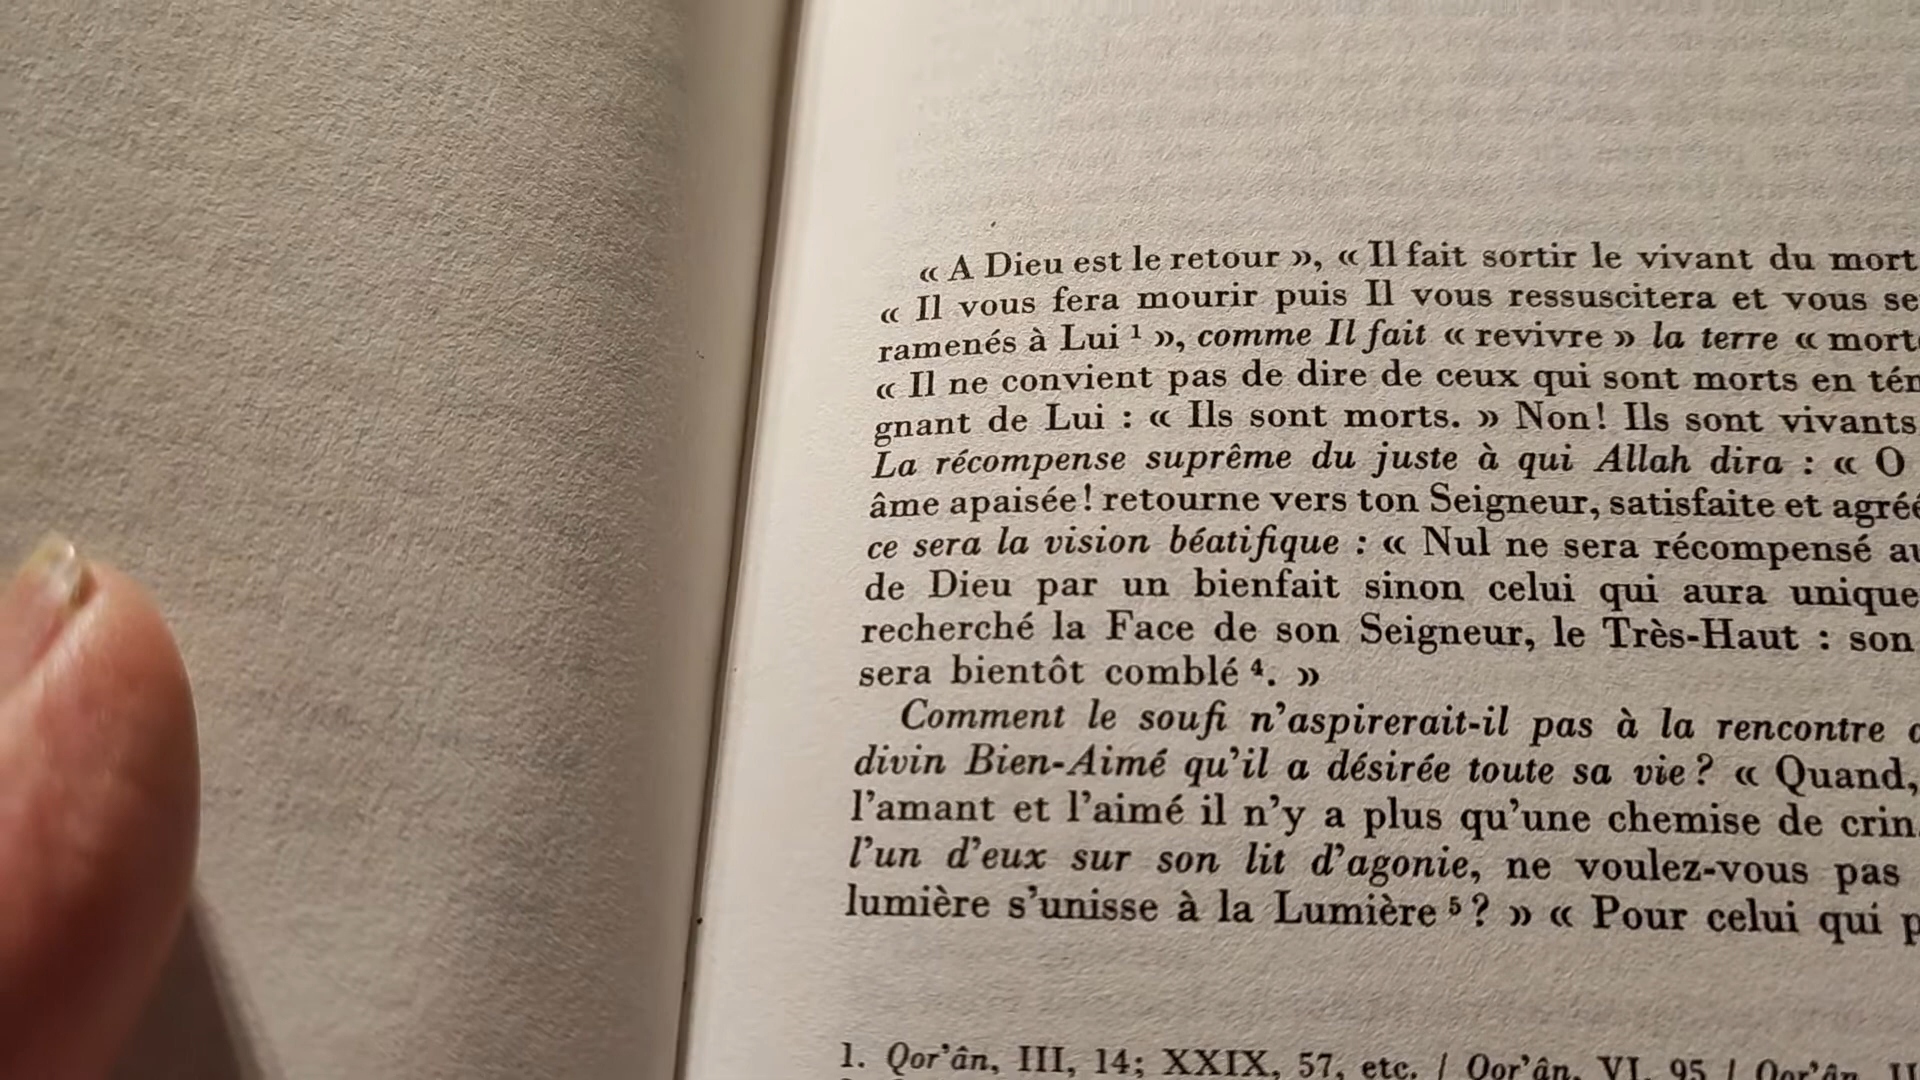 « A Dieu est le retour », « Il fait sortir le vivant du mort
« Il vous fera mourir puis Il vous ressuscitera et vous se
ramenés à Lui ¹ », comme Il fait « revivre » la terre « mort
« Il ne convient pas de dire de ceux qui sont morts en tém
gnant de Lui : « Ils sont morts. » Non! Ils sont vivants
La récompense suprême du juste à qui Allah dira : « O
âme apaisée! retourne vers ton Seigneur, satisfaite et agréé
ce sera la vision béatifique : « Nul ne sera récompensé au
de Dieu par un bienfait sinon celui qui aura unique
recherché la Face de son Seigneur, le Très-Haut : son
sera bientôt comblé ⁴. »
Comment le soufi n'aspirerait-il pas à la rencontre
divin Bien-Aimé qu'il a désirée toute sa vie? « Quand,
l'amant et l'aimé il n'y a plus qu'une chemise de crin
l'un d'eux sur son lit d'agonie, ne voulez-vous pas
lumière s'unisse à la Lumière ⁵? » « Pour celui qui p
1. Qor'ân, III, 14; XXIX, 57, etc. / Qor'ân, VI, 95 / Qor'ân, II